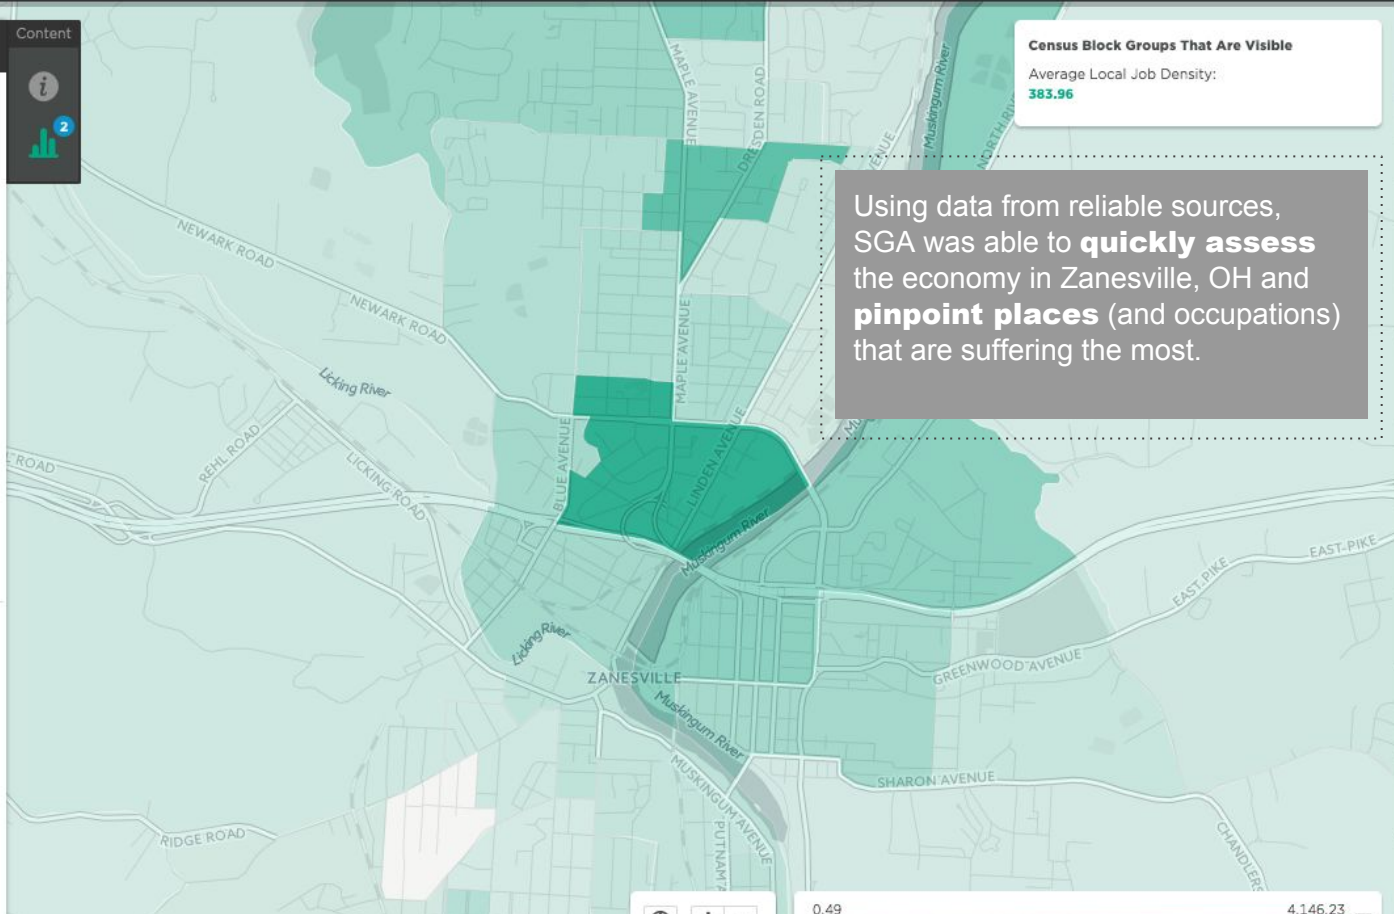 Content
i
2
Census Block Groups That Are Visible
Average Local Job Density:
383.96
Using data from reliable sources,
SGA was able to quickly assess
the economy in Zanesville, OH and
pinpoint places (and occupations)
that are suffering the most.
MAPLE AVENUE
DRESDEN ROAD
Muskingum River
AVENUE
NEWARK ROAD
NEWARK ROAD
MAPLE AVENUE
Licking River
REHL ROAD
ROAD
LICKING ROAD
BLUE AVENUE
LINDEN AVENUE
Muskingum River
EAST PIKE
EAST PIKE
Licking River
ZANESVILLE
GREENWOOD AVENUE
Muskingum River
MUSKINGUM AVENUE
SHARON AVENUE
RIDGE ROAD
CHANDLERS
0.49
4,146.23